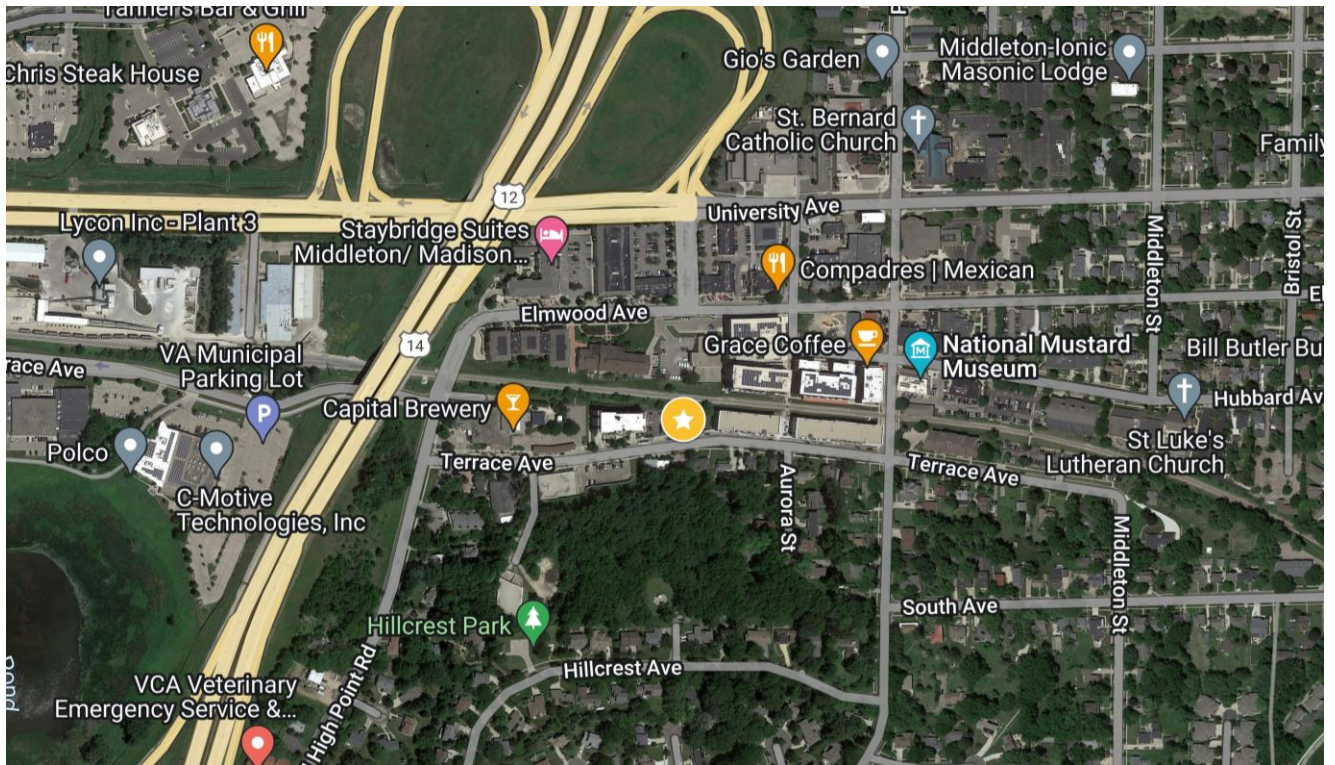 Tanner's Bar & Grill
Chris Steak House
Gio's Garden
Middleton-Ionic
Masonic Lodge
St. Bernard
Catholic Church
Family
12
Lycon Inc - Plant 3
Staybridge Suites
Middleton/ Madison...
University Ave
Middleton St
Bristol St
Compadres | Mexican
Elmwood Ave
El
14
Grace Coffee
National Mustard
Museum
Bill Butler Bu
race Ave
VA Municipal
Parking Lot
P
Capital Brewery
Hubbard Av
Polco
C-Motive
Technologies, Inc
Terrace Ave
Aurora St
Terrace Ave
St Luke's
Lutheran Church
Middleton St
South Ave
Hillcrest Park
Hillcrest Ave
High Point Rd
VCA Veterinary
Emergency Service &...
Pond